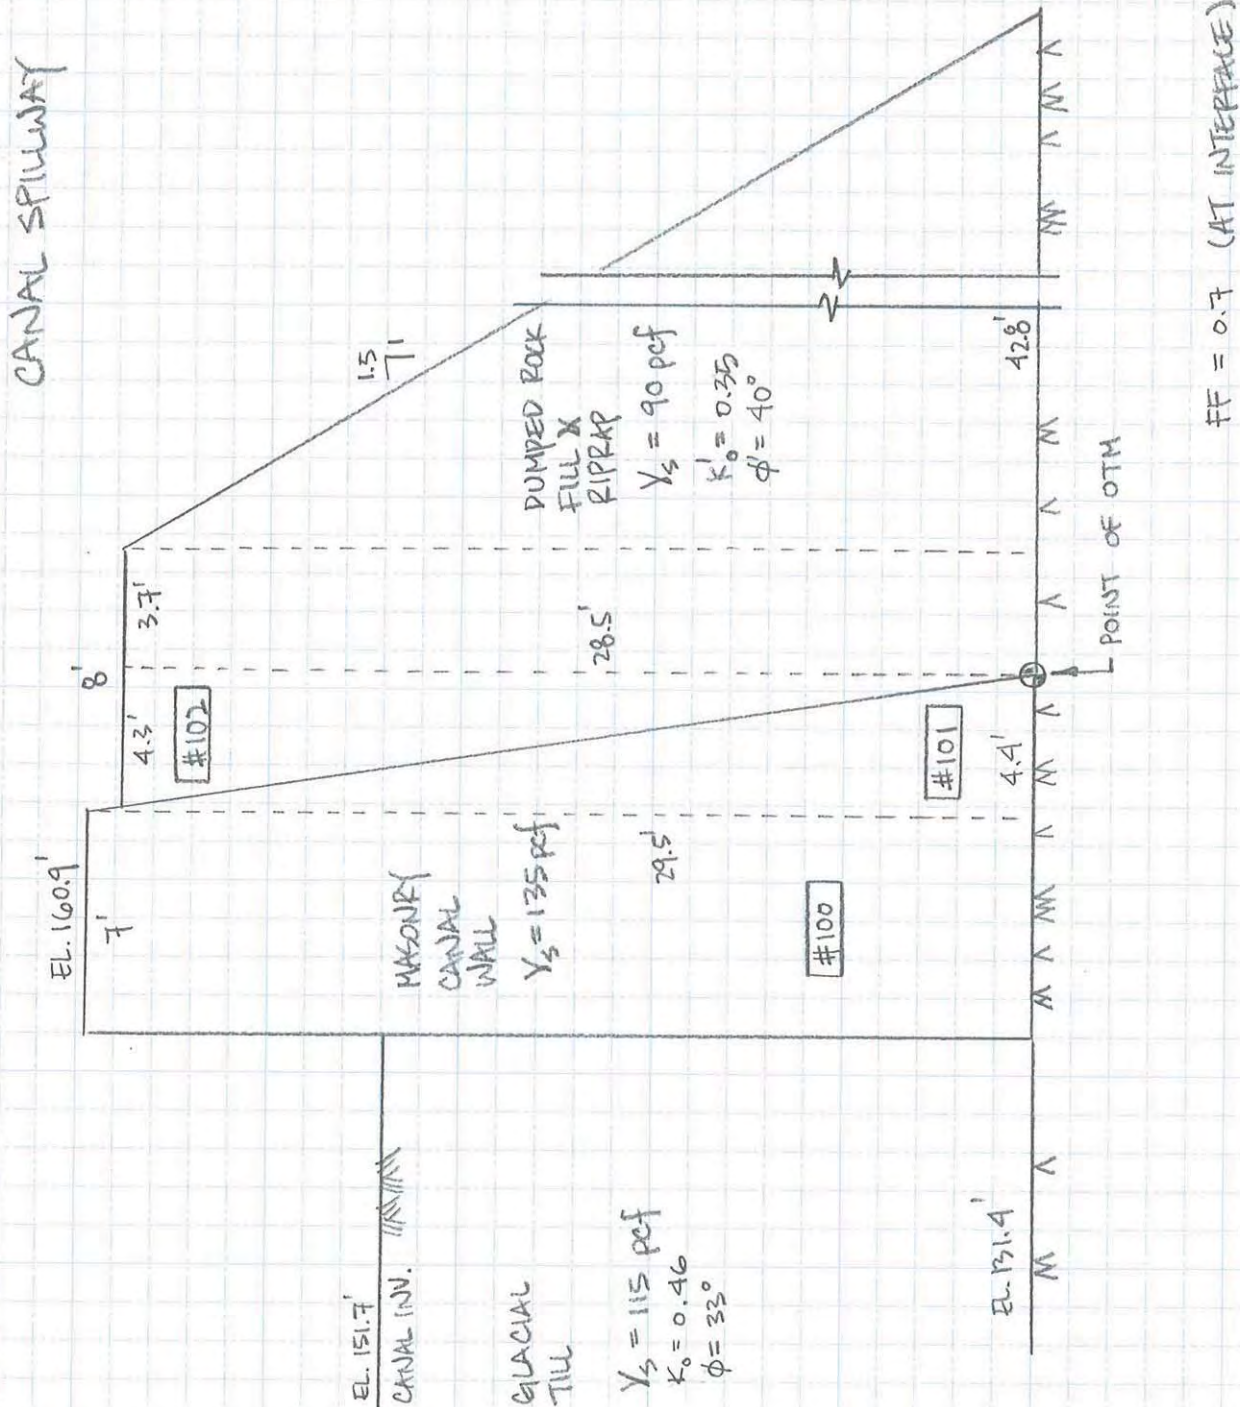 CANAL SPILLWAY
EL. 160.9'
7'
8'
4.3'
3.7'
1.5
1
#102
EL. 151.7'
CANAL INV.
MASONRY
CANAL
WALL
γs = 135 pcf
DUMPED ROCK
FILL &
RIPRAP
γs = 90 pcf
K'o = 0.35
φ' = 40°
GLACIAL
TILL
γs = 115 pcf
Ko = 0.46
φ = 33°
29.5'
28.5'
#100
#101
4.4'
42.8'
EL. 131.4'
POINT OF OTM
FF = 0.7 (AT INTERFACE)